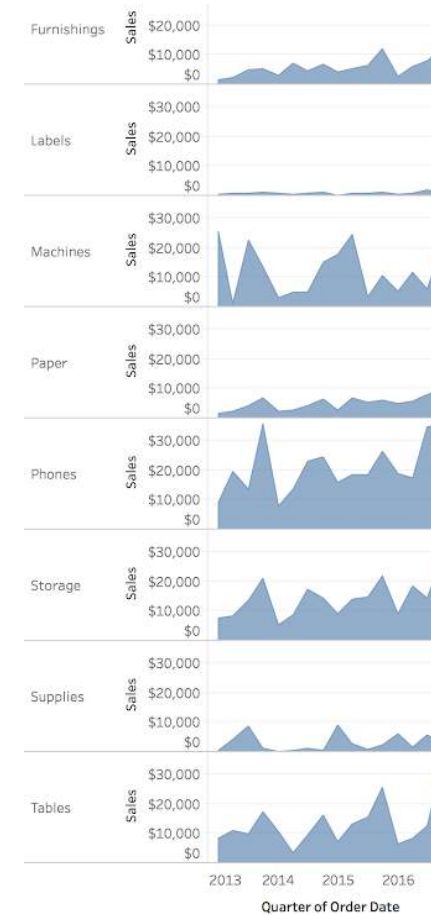 Furnishings
Sales
$20,000
$10,000
$0
Labels
Sales
$30,000
$20,000
$10,000
$0
Machines
Sales
$30,000
$20,000
$10,000
$0
Paper
Sales
$30,000
$20,000
$10,000
$0
Phones
Sales
$30,000
$20,000
$10,000
$0
Storage
Sales
$30,000
$20,000
$10,000
$0
Supplies
Sales
$30,000
$20,000
$10,000
$0
Tables
Sales
$30,000
$20,000
$10,000
$0
2013 2014 2015 2016
Quarter of Order Date